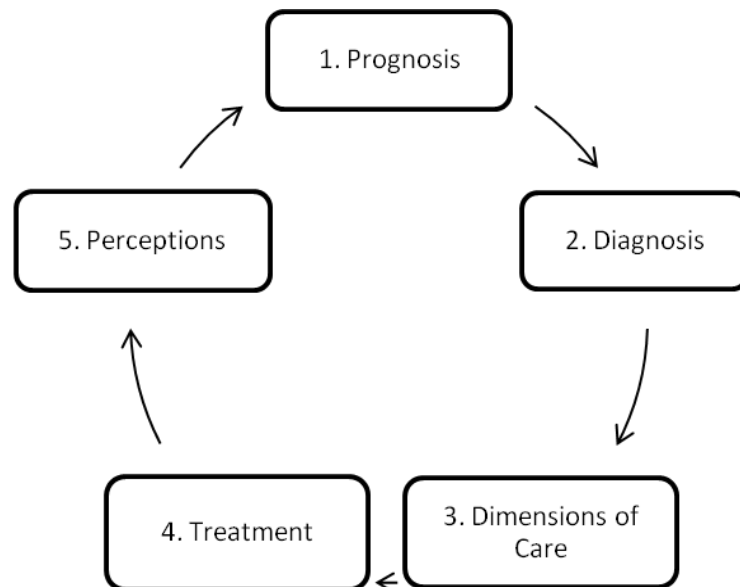 1. Prognosis
2. Diagnosis
3. Dimensions of
Care
4. Treatment
5. Perceptions